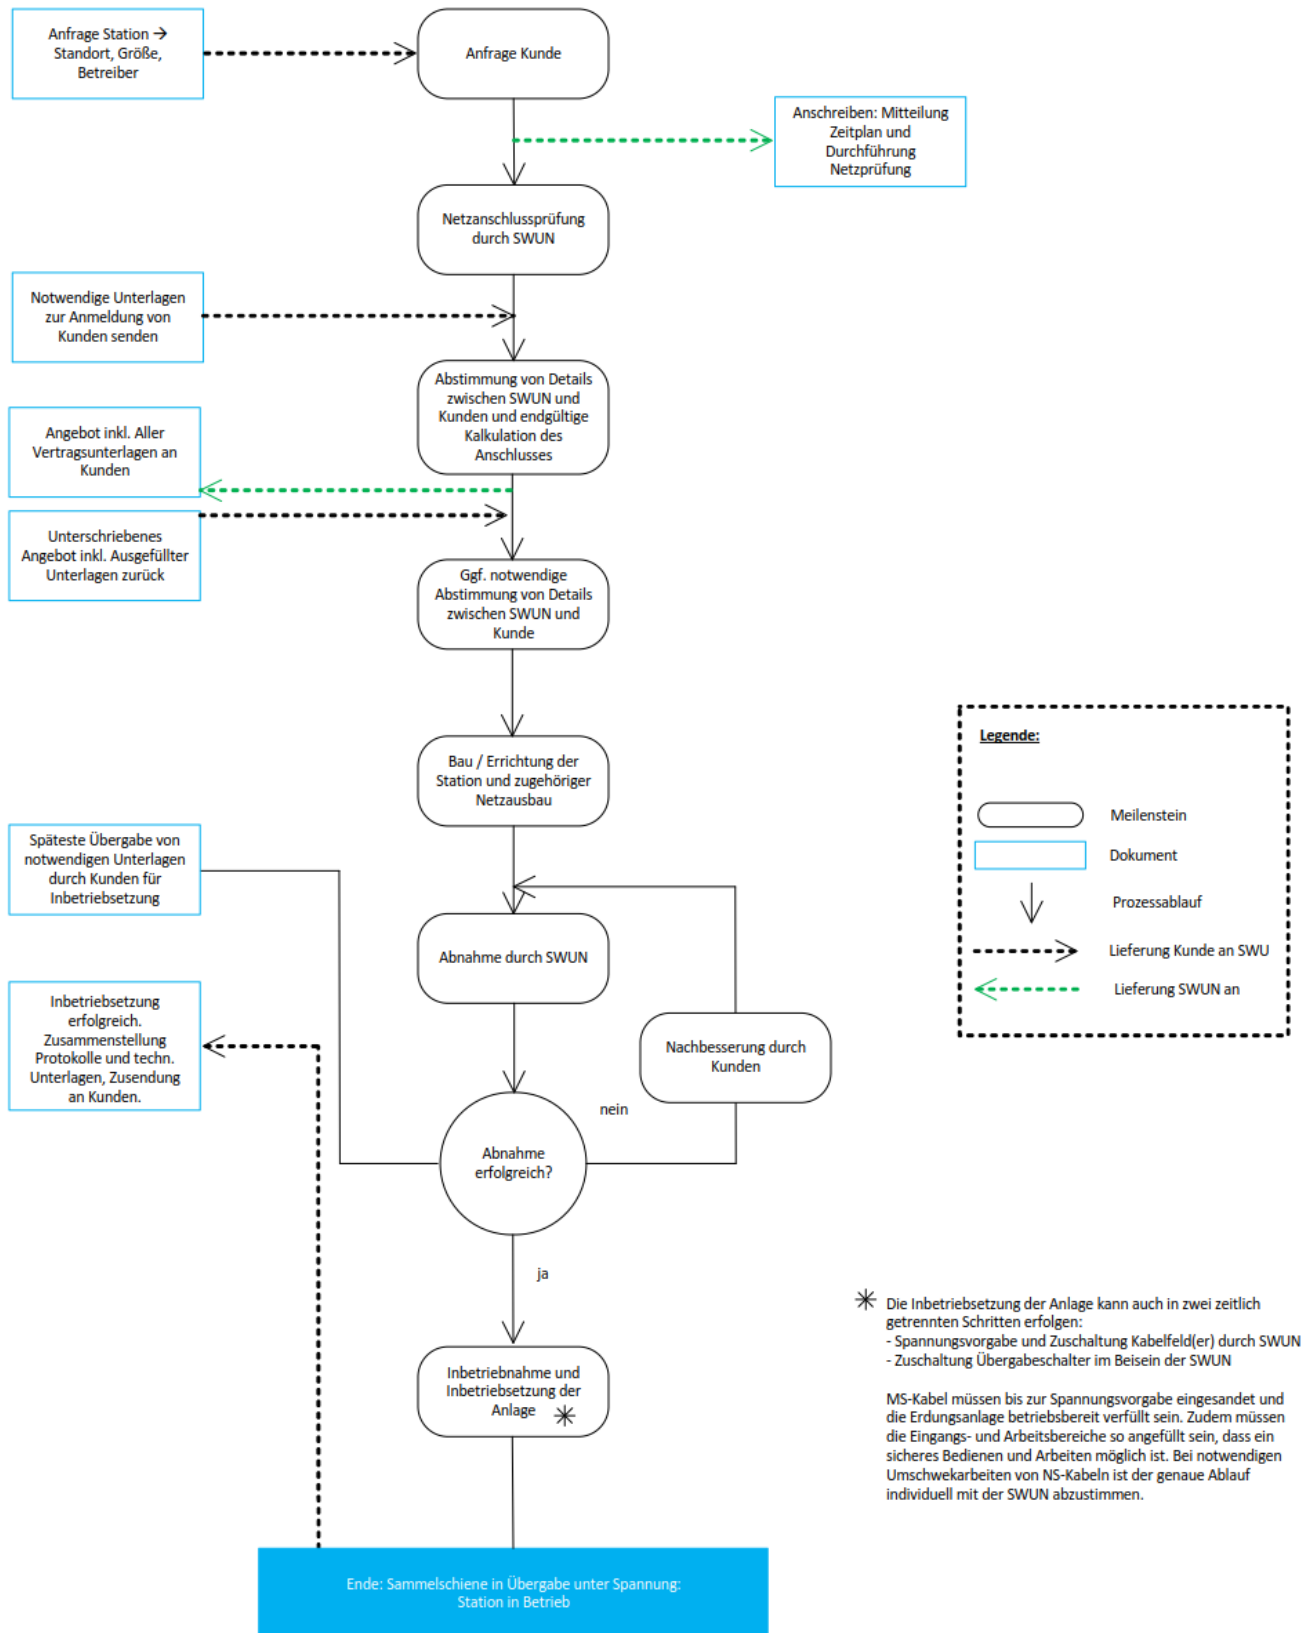 Anfrage Station →
Standort, Größe,
Betreiber
Anfrage Kunde
Anschreiben: Mitteilung
Zeitplan und
Durchführung
Netzprüfung
Netzanschlussprüfung
durch SWUN
Notwendige Unterlagen
zur Anmeldung von
Kunden senden
Abstimmung von Details
zwischen SWUN und
Kunden und endgültige
Kalkulation des
Anschlusses
Angebot inkl. Aller
Vertragsunterlagen an
Kunden
Unterschriebenes
Angebot inkl. Ausgefüllter
Unterlagen zurück
Ggf. notwendige
Abstimmung von Details
zwischen SWUN und
Kunde
Bau / Errichtung der
Station und zugehöriger
Netzausbau
Legende:
Meilenstein
Dokument
Prozessablauf
Lieferung Kunde an SWU
Lieferung SWUN an
Späteste Übergabe von
notwendigen Unterlagen
durch Kunden für
Inbetriebsetzung
Abnahme durch SWUN
Inbetriebsetzung
erfolgreich.
Zusammenstellung
Protokolle und techn.
Unterlagen, Zusendung
an Kunden.
Nachbesserung durch
Kunden
nein
Abnahme
erfolgreich?
ja
Inbetriebnahme und
Inbetriebsetzung der
Anlage
Die Inbetriebsetzung der Anlage kann auch in zwei zeitlich
getrennten Schritten erfolgen:
- Spannungsvorgabe und Zuschaltung Kabelfeld(er) durch SWUN
- Zuschaltung Übergabeschalter im Beisein der SWUN
MS-Kabel müssen bis zur Spannungsvorgabe eingesandet und
die Erdungsanlage betriebsbereit verfüllt sein. Zudem müssen
die Eingangs- und Arbeitsbereiche so angefüllt sein, dass ein
sicheres Bedienen und Arbeiten möglich ist. Bei notwendigen
Umschwekarbeiten von NS-Kabeln ist der genaue Ablauf
individuell mit der SWUN abzustimmen.
Ende: Sammelschiene in Übergabe unter Spannung:
Station in Betrieb